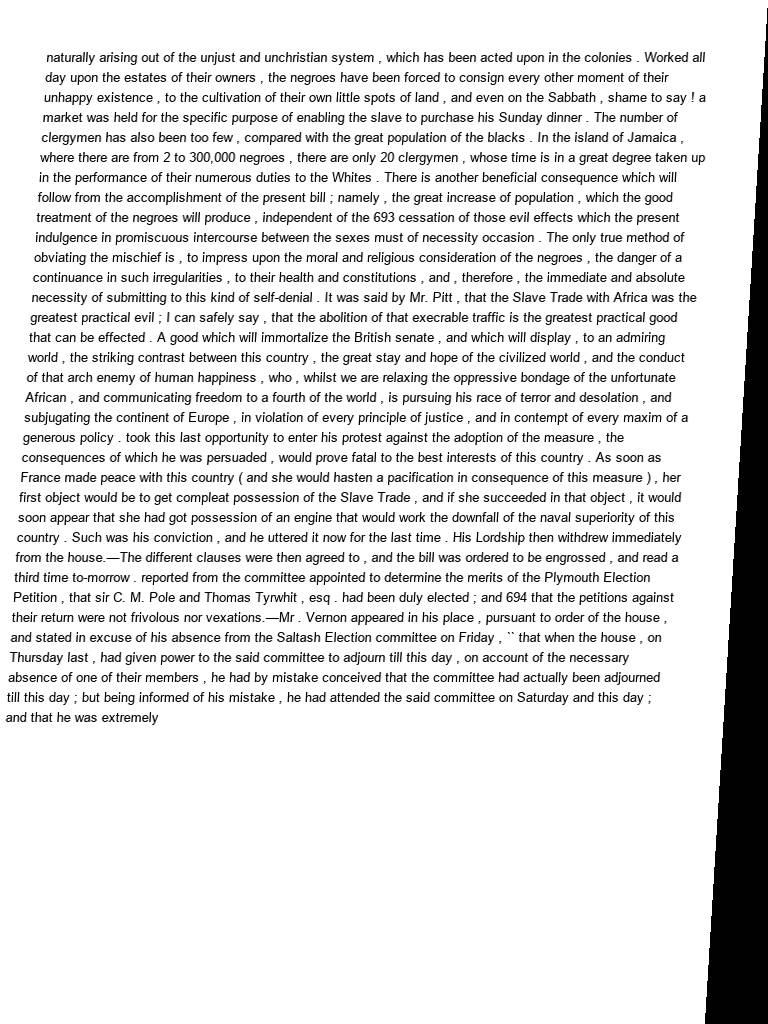 naturally arising out of the unjust and unchristian system , which has been acted upon in the colonies . Worked all
day upon the estates of their owners , the negroes have been forced to consign every other moment of their
unhappy existence , to the cultivation of their own little spots of land , and even on the Sabbath , shame to say ! a
market was held for the specific purpose of enabling the slave to purchase his Sunday dinner . The number of
clergymen has also been too few , compared with the great population of the blacks . In the island of Jamaica ,
where there are from 2 to 300,000 negroes , there are only 20 clergymen , whose time is in a great degree taken up
in the performance of their numerous duties to the Whites . There is another beneficial consequence which will
follow from the accomplishment of the present bill ; namely , the great increase of population , which the good
treatment of the negroes will produce , independent of the 693 cessation of those evil effects which the present
indulgence in promiscuous intercourse between the sexes must of necessity occasion . The only true method of
obviating the mischief is , to impress upon the moral and religious consideration of the negroes , the danger of a
continuance in such irregularities , to their health and constitutions , and , therefore , the immediate and absolute
necessity of submitting to this kind of self-denial . It was said by Mr. Pitt , that the Slave Trade with Africa was the
greatest practical evil ; I can safely say , that the abolition of that execrable traffic is the greatest practical good
that can be effected . A good which will immortalize the British senate , and which will display , to an admiring
world , the striking contrast between this country , the great stay and hope of the civilized world , and the conduct
of that arch enemy of human happiness , who , whilst we are relaxing the oppressive bondage of the unfortunate
African , and communicating freedom to a fourth of the world , is pursuing his race of terror and desolation , and
subjugating the continent of Europe , in violation of every principle of justice , and in contempt of every maxim of a
generous policy . took this last opportunity to enter his protest against the adoption of the measure , the
consequences of which he was persuaded , would prove fatal to the best interests of this country . As soon as
France made peace with this country ( and she would hasten a pacification in consequence of this measure ) , her
first object would be to get compleat possession of the Slave Trade , and if she succeeded in that object , it would
soon appear that she had got possession of an engine that would work the downfall of the naval superiority of this
country . Such was his conviction , and he uttered it now for the last time . His Lordship then withdrew immediately
from the house.—The different clauses were then agreed to , and the bill was ordered to be engrossed , and read a
third time to-morrow . reported from the committee appointed to determine the merits of the Plymouth Election
Petition , that sir C. M. Pole and Thomas Tyrwhit , esq . had been duly elected ; and 694 that the petitions against
their return were not frivolous nor vexations.—Mr . Vernon appeared in his place , pursuant to order of the house ,
and stated in excuse of his absence from the Saltash Election committee on Friday , `` that when the house , on
Thursday last , had given power to the said committee to adjourn till this day , on account of the necessary
absence of one of their members , he had by mistake conceived that the committee had actually been adjourned
till this day ; but being informed of his mistake , he had attended the said committee on Saturday and this day ;
and that he was extremely